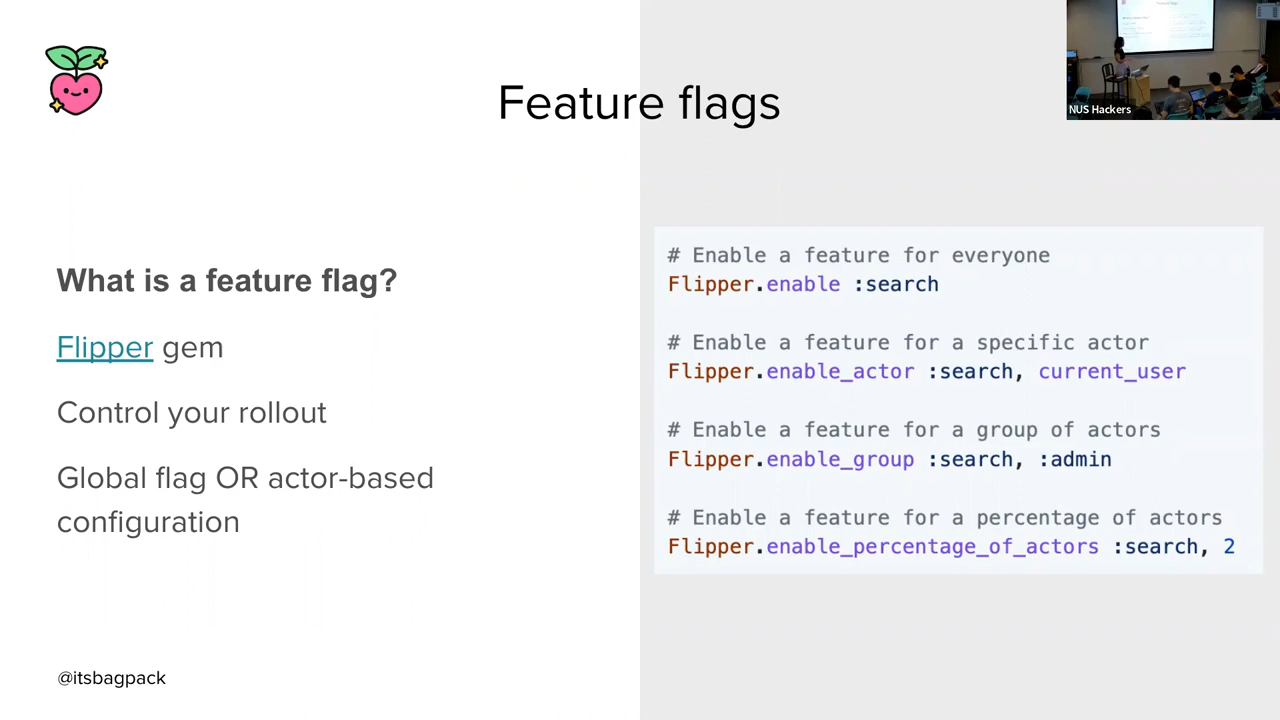 Feature flags
NUS Hackers
What is a feature flag?
Flipper gem
Control your rollout
Global flag OR actor-based
configuration
# Enable a feature for everyone
Flipper.enable :search
# Enable a feature for a specific actor
Flipper.enable_actor :search, current_user
# Enable a feature for a group of actors
Flipper.enable_group :search, :admin
# Enable a feature for a percentage of actors
Flipper.enable_percentage_of_actors :search, 2
@itsbagpack